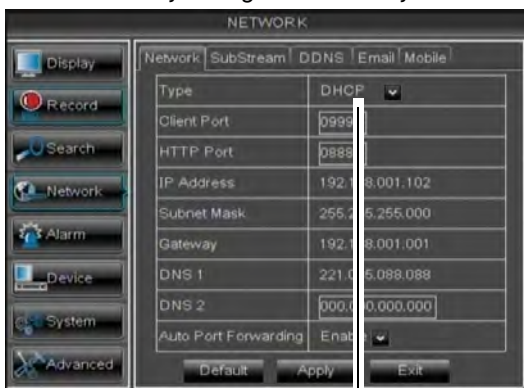 NETWORK
Display
Record
Search
Network
Alarm
Device
System
Advanced
Network SubStream DDNS Email Mobile
Type DHCP
Client Port
HTTP Port
IP Address
Subnet Mask
Gateway
DNS 1
DNS 2
Auto Port Forwarding Enable
Default Apply Exit